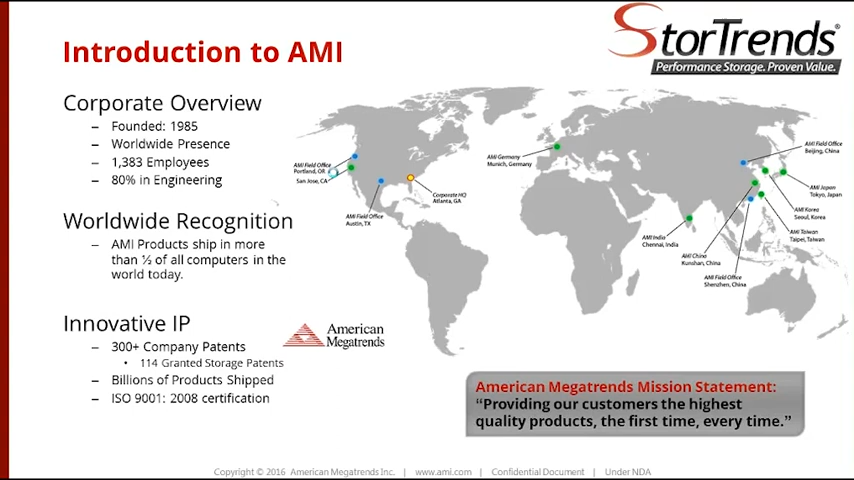 Introduction to AMI
StorTrends®
Performance Storage. Proven Value.
Corporate Overview
– Founded: 1985
– Worldwide Presence
– 1,383 Employees
– 80% in Engineering
Worldwide Recognition
– AMI Products ship in more
than ½ of all computers in the
world today.
Innovative IP
– 300+ Company Patents
• 114 Granted Storage Patents
– Billions of Products Shipped
– ISO 9001: 2008 certification
American
Megatrends
AMI Field Office
Portland, OR
San Jose, CA
AMI Field Office
Austin, TX
Corporate HQ
Atlanta, GA
AMI Germany
Munich, Germany
AMI India
Chennai, India
AMI China
Kunshan, China
AMI Field Office
Shenzhen, China
AMI Field Office
Beijing, China
AMI Japan
Tokyo, Japan
AMI Korea
Seoul, Korea
AMI Taiwan
Taipei, Taiwan
American Megatrends Mission Statement:
“Providing our customers the highest
quality products, the first time, every time.”
Copyright © 2016 American Megatrends Inc. | www.ami.com | Confidential Document | Under NDA